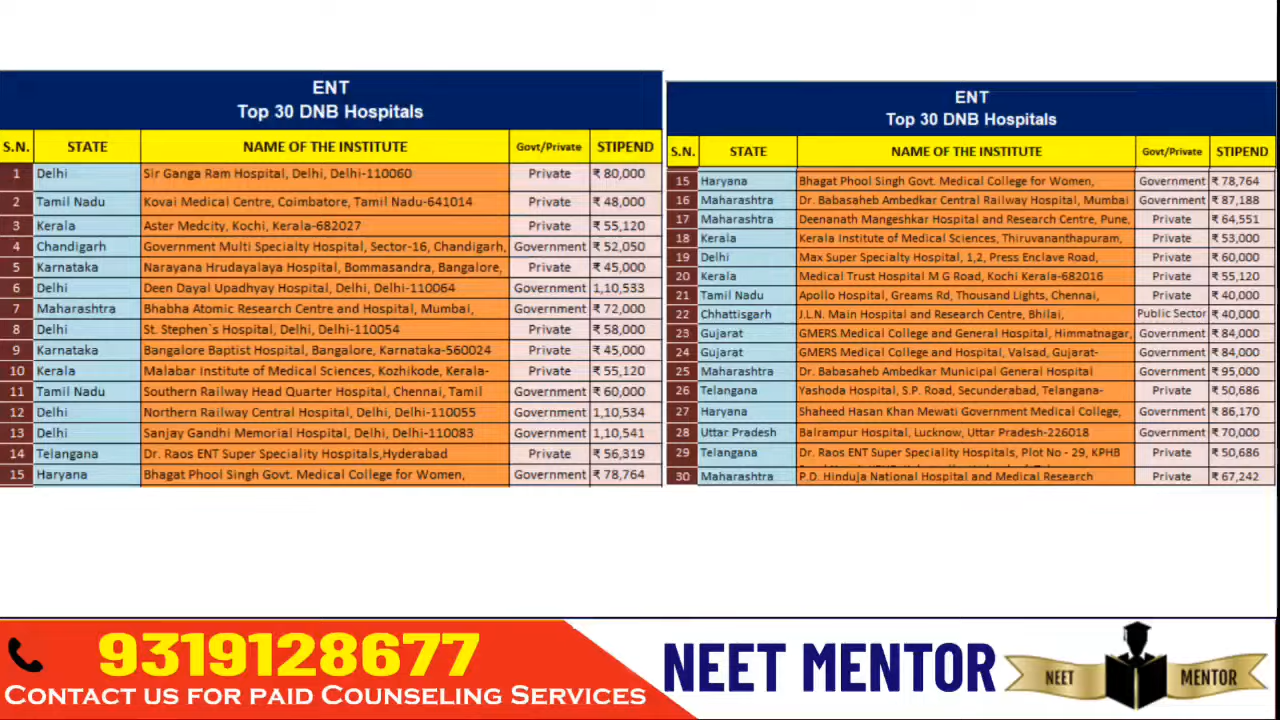 ENT
Top 30 DNB Hospitals
S.N. STATE NAME OF THE INSTITUTE Govt/Private STIPEND
1 Delhi Sir Ganga Ram Hospital, Delhi, Delhi-110060 Private ₹ 80,000
2 Tamil Nadu Kovai Medical Centre, Coimbatore, Tamil Nadu-641014 Private ₹ 48,000
3 Kerala Aster Medcity, Kochi, Kerala-682027 Private ₹ 55,120
4 Chandigarh Government Multi Specialty Hospital, Sector-16, Chandigarh, Government ₹ 52,050
5 Karnataka Narayana Hrudayalaya Hospital, Bommasandra, Bangalore, Private ₹ 45,000
6 Delhi Deen Dayal Upadhyay Hospital, Delhi, Delhi-110064 Government 1,10,533
7 Maharashtra Bhabha Atomic Research Centre and Hospital, Mumbai, Government ₹ 72,000
8 Delhi St. Stephen`s Hospital, Delhi, Delhi-110054 Private ₹ 58,000
9 Karnataka Bangalore Baptist Hospital, Bangalore, Karnataka-560024 Private ₹ 45,000
10 Kerala Malabar Institute of Medical Sciences, Kozhikode, Kerala- Private ₹ 55,120
11 Tamil Nadu Southern Railway Head Quarter Hospital, Chennai, Tamil Government ₹ 60,000
12 Delhi Northern Railway Central Hospital, Delhi, Delhi-110055 Government 1,10,534
13 Delhi Sanjay Gandhi Memorial Hospital, Delhi, Delhi-110083 Government 1,10,541
14 Telangana Dr. Raos ENT Super Speciality Hospitals,Hyderabad Private ₹ 56,319
15 Haryana Bhagat Phool Singh Govt. Medical College for Women, Government ₹ 78,764
ENT
Top 30 DNB Hospitals
S.N. STATE NAME OF THE INSTITUTE Govt/Private STIPEND
15 Haryana Bhagat Phool Singh Govt. Medical College for Women, Government ₹ 78,764
16 Maharashtra Dr. Babasaheb Ambedkar Central Railway Hospital, Mumbai Government ₹ 87,188
17 Maharashtra Deenanath Mangeshkar Hospital and Research Centre, Pune, Private ₹ 64,551
18 Kerala Kerala Institute of Medical Sciences, Thiruvananthapuram, Private ₹ 53,000
19 Delhi Max Super Specialty Hospital, 1,2, Press Enclave Road, Private ₹ 60,000
20 Kerala Medical Trust Hospital M G Road, Kochi Kerala-682016 Private ₹ 55,120
21 Tamil Nadu Apollo Hospital, Greams Rd, Thousand Lights, Chennai, Private ₹ 40,000
22 Chhattisgarh J.L.N. Main Hospital and Research Centre, Bhilai, Public Sector ₹ 40,000
23 Gujarat GMERS Medical College and General Hospital, Himmatnagar, Government ₹ 84,000
24 Gujarat GMERS Medical College and Hospital, Valsad, Gujarat- Government ₹ 84,000
25 Maharashtra Dr. Babasaheb Ambedkar Municipal General Hospital Government ₹ 95,000
26 Telangana Yashoda Hospital, S.P. Road, Secunderabad, Telangana- Private ₹ 50,686
27 Haryana Shaheed Hasan Khan Mewati Government Medical College, Government ₹ 86,170
28 Uttar Pradesh Balrampur Hospital, Lucknow, Uttar Pradesh-226018 Government ₹ 70,000
29 Telangana Dr. Raos ENT Super Speciality Hospitals, Plot No - 29, KPHB Private ₹ 50,686
30 Maharashtra P.D. Hinduja National Hospital and Medical Research Private ₹ 67,242
9319128677
CONTACT US FOR PAID COUNSELING SERVICES
NEET MENTOR
NEET MENTOR